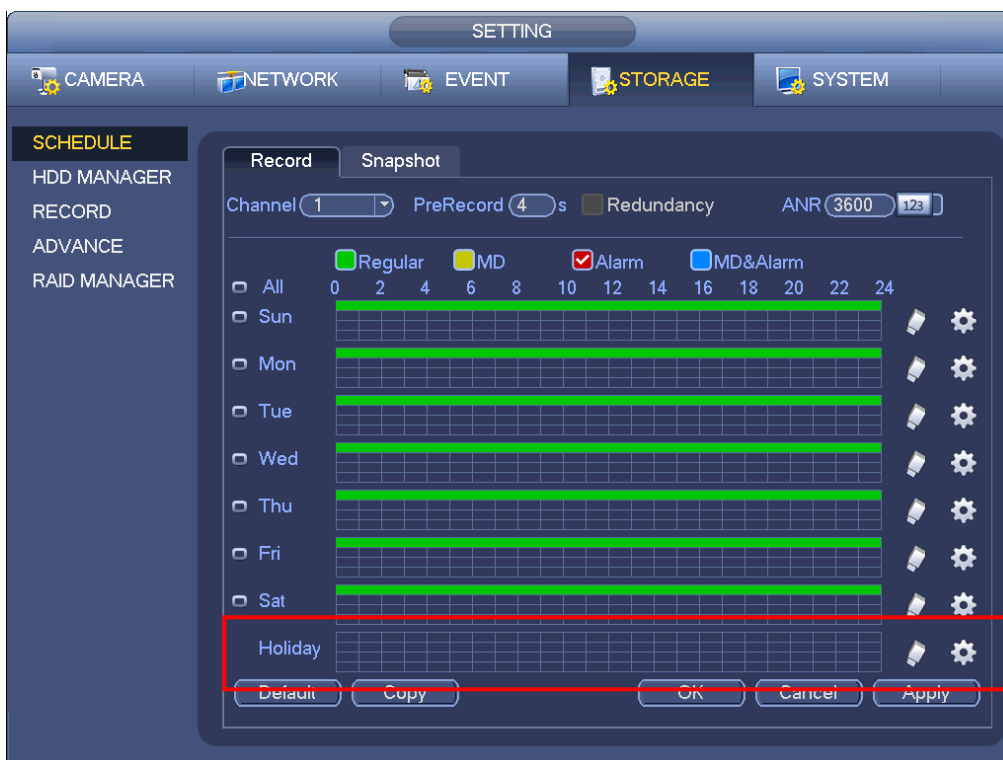 SETTING
CAMERA NETWORK EVENT STORAGE SYSTEM
SCHEDULE
HDD MANAGER
RECORD
ADVANCE
RAID MANAGER
Record Snapshot
Channel 1 PreRecord 4 s Redundancy ANR 3600 123
Regular MD Alarm MD&Alarm
All 0 2 4 6 8 10 12 14 16 18 20 22 24
Sun
Mon
Tue
Wed
Thu
Fri
Sat
Holiday
Default Copy OK Cancel Apply